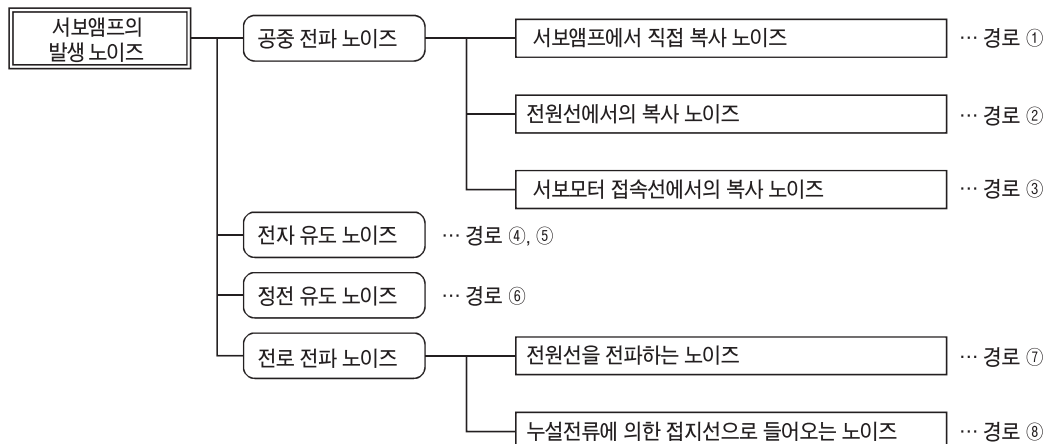 서보앰프의
발생 노이즈
공중 전파 노이즈
서보앰프에서 직접 복사 노이즈
… 경로 ①
전원선에서의 복사 노이즈
… 경로 ②
서보모터 접속선에서의 복사 노이즈
… 경로 ③
전자 유도 노이즈
… 경로 ④, ⑤
정전 유도 노이즈
… 경로 ⑥
전로 전파 노이즈
전원선을 전파하는 노이즈
… 경로 ⑦
누설전류에 의한 접지선으로 들어오는 노이즈
… 경로 ⑧